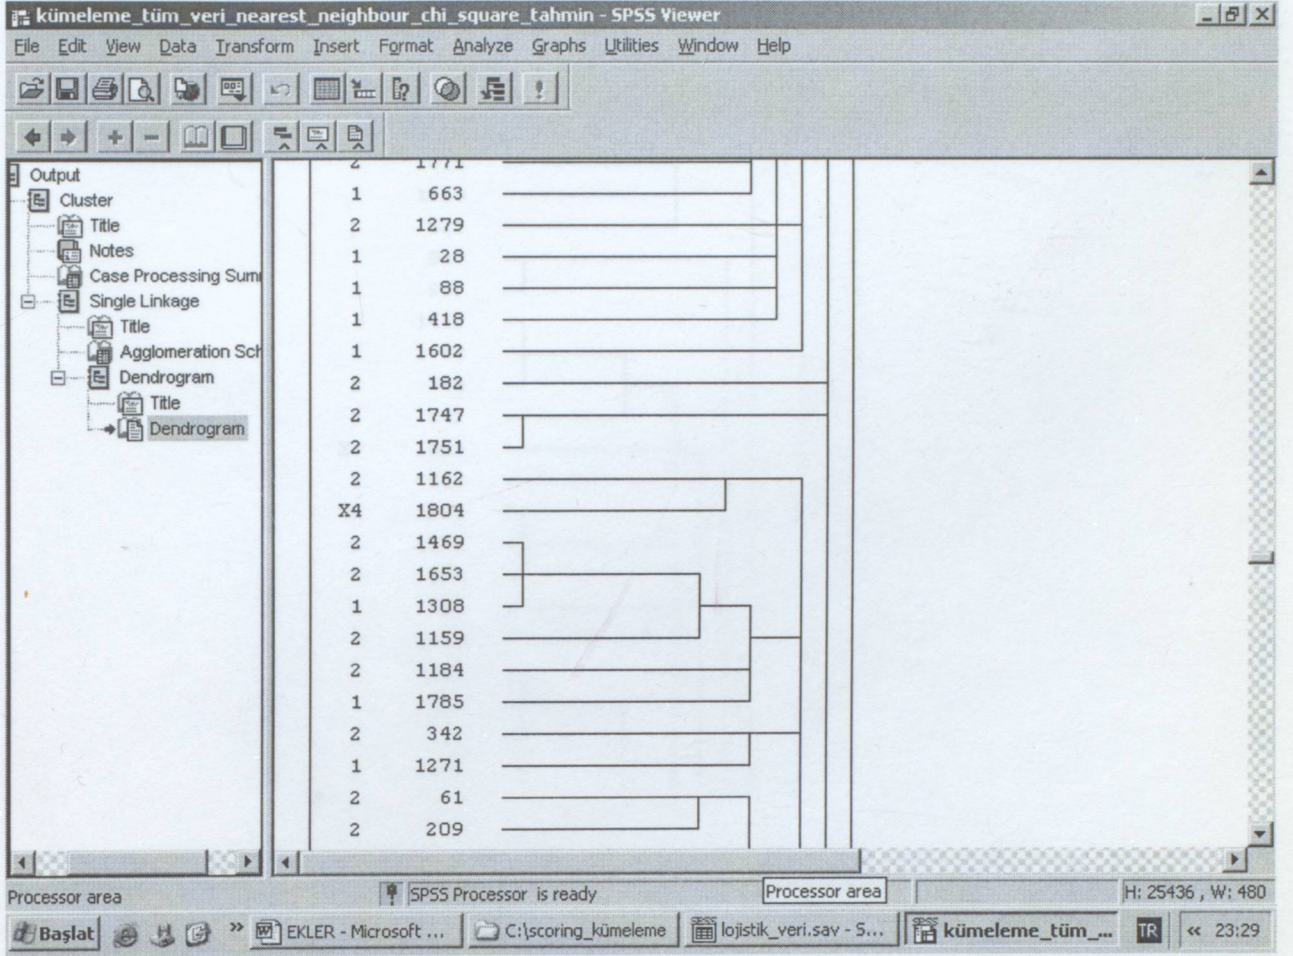 kümeleme_tüm_veri_nearest_neighbour_chi_square_tahmin - SPSS Viewer
File Edit View Data Transform Insert Format Analyze Graphs Utilities Window Help
Output
Cluster
Title
Notes
Case Processing Sum
Single Linkage
Title
Agglomeration Sch
Dendrogram
Title
Dendrogram
2 1771
1 663
2 1279
1 28
1 88
1 418
1 1602
2 182
2 1747
2 1751
2 1162
X4 1804
2 1469
2 1653
1 1308
2 1159
2 1184
1 1785
2 342
1 1271
2 61
2 209
Processor area SPSS Processor is ready Processor area H: 25436 , W: 480
Başlat EKLER - Microsoft ... C:\scoring_kümeleme lojistik_veri.sav - S... kümeleme_tüm_... TR « 23:29